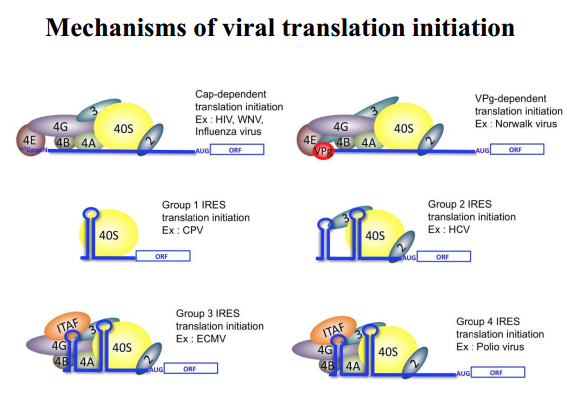 Mechanisms of viral translation initiation
Cap-dependent
translation initiation
Ex : HIV, WNV,
Influenza virus
3
4G
40S
4E
4B
4A
2
AUG
ORF
VPg-dependent
translation initiation
Ex : Norwalk virus
3
4G
40S
4E
4B
4A
2
VPg
AUG
ORF
Group 1 IRES
translation initiation
Ex : CPV
40S
ORF
Group 2 IRES
translation initiation
Ex : HCV
3
40S
2
AUG
ORF
Group 3 IRES
translation initiation
Ex : ECMV
ITAF
3
4G
40S
4B
4A
2
AUG
ORF
Group 4 IRES
translation initiation
Ex : Polio virus
ITAF
3
4G
40S
4B
4A
2
AUG
ORF